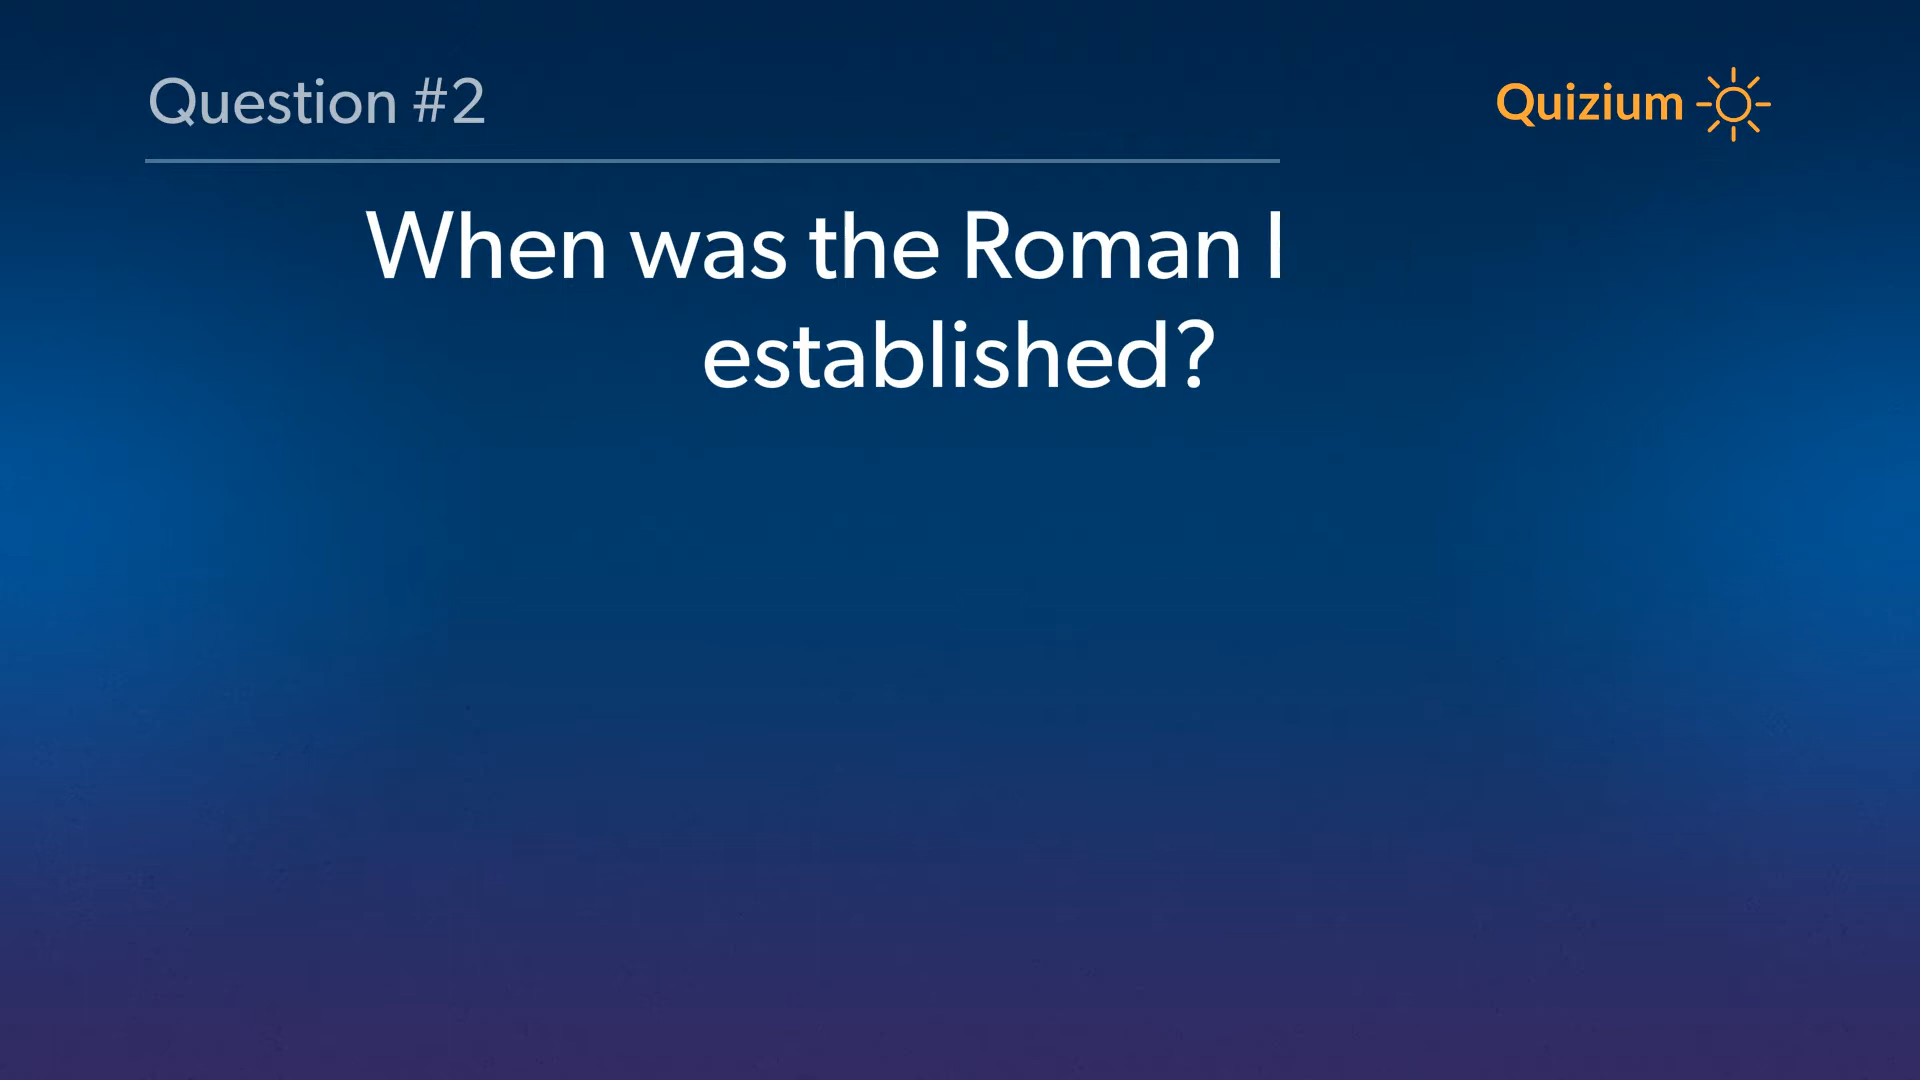 Question #2
Quizium
When was the Roman
established?